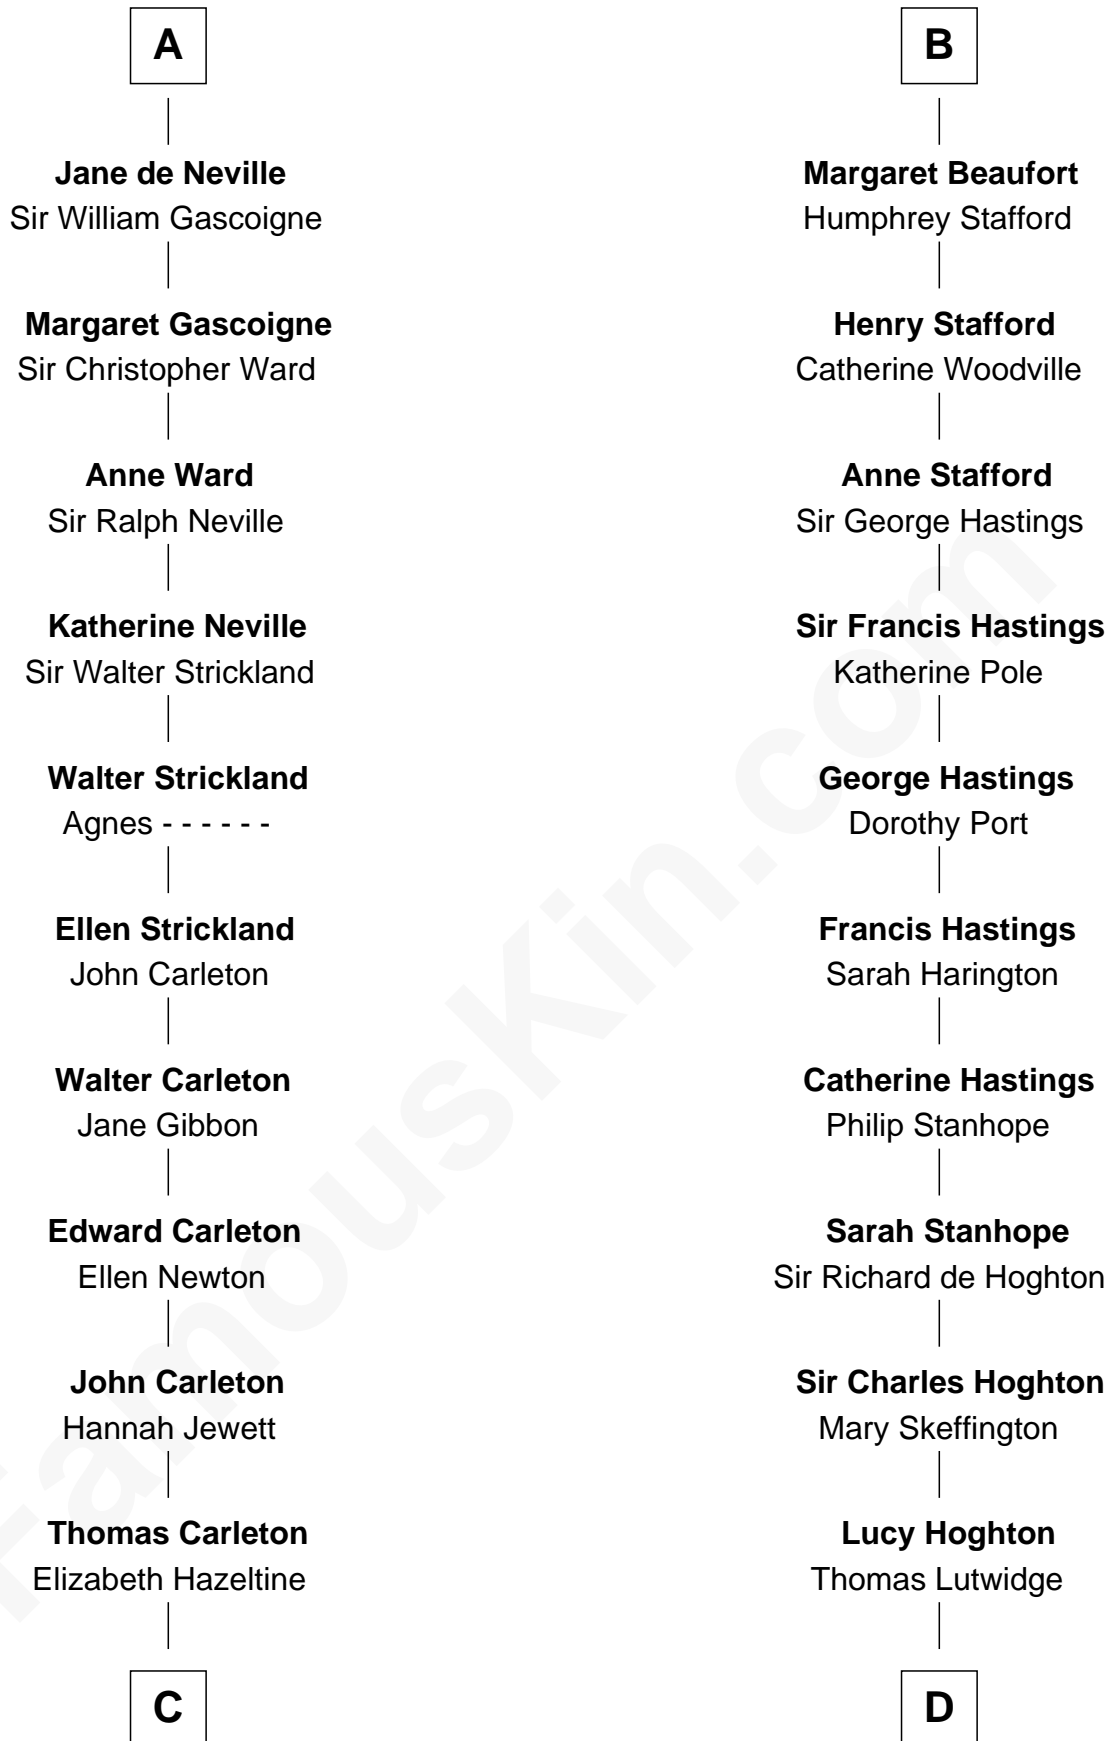 A
Jane de Neville
Sir William Gascoigne
Margaret Gascoigne
Sir Christopher Ward
Anne Ward
Sir Ralph Neville
Katherine Neville
Sir Walter Strickland
Walter Strickland
Agnes - - - - - -
Ellen Strickland
John Carleton
Walter Carleton
Jane Gibbon
Edward Carleton
Ellen Newton
John Carleton
Hannah Jewett
Thomas Carleton
Elizabeth Hazeltine
C
B
Margaret Beaufort
Humphrey Stafford
Henry Stafford
Catherine Woodville
Anne Stafford
Sir George Hastings
Sir Francis Hastings
Katherine Pole
George Hastings
Dorothy Port
Francis Hastings
Sarah Harington
Catherine Hastings
Philip Stanhope
Sarah Stanhope
Sir Richard de Hoghton
Sir Charles Hoghton
Mary Skeffington
Lucy Hoghton
Thomas Lutwidge
D
FamousKin.com